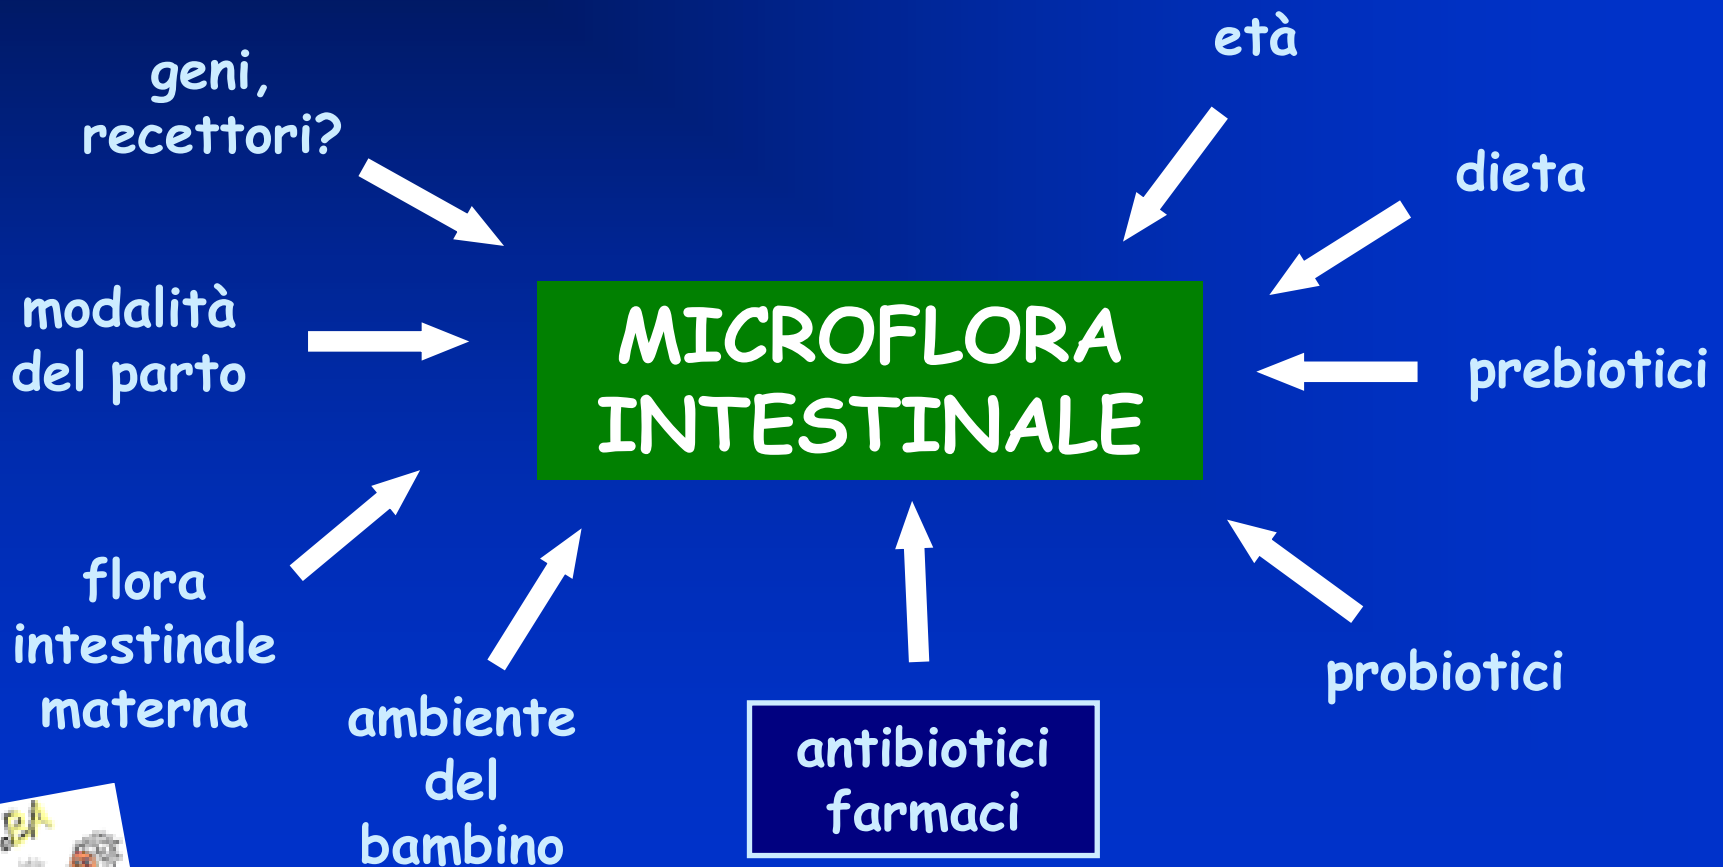 geni,
recettori?
età
dieta
modalità
del parto
MICROFLORA
INTESTINALE
prebiotici
flora
intestinale
materna
ambiente
del
bambino
antibiotici
farmaci
probiotici